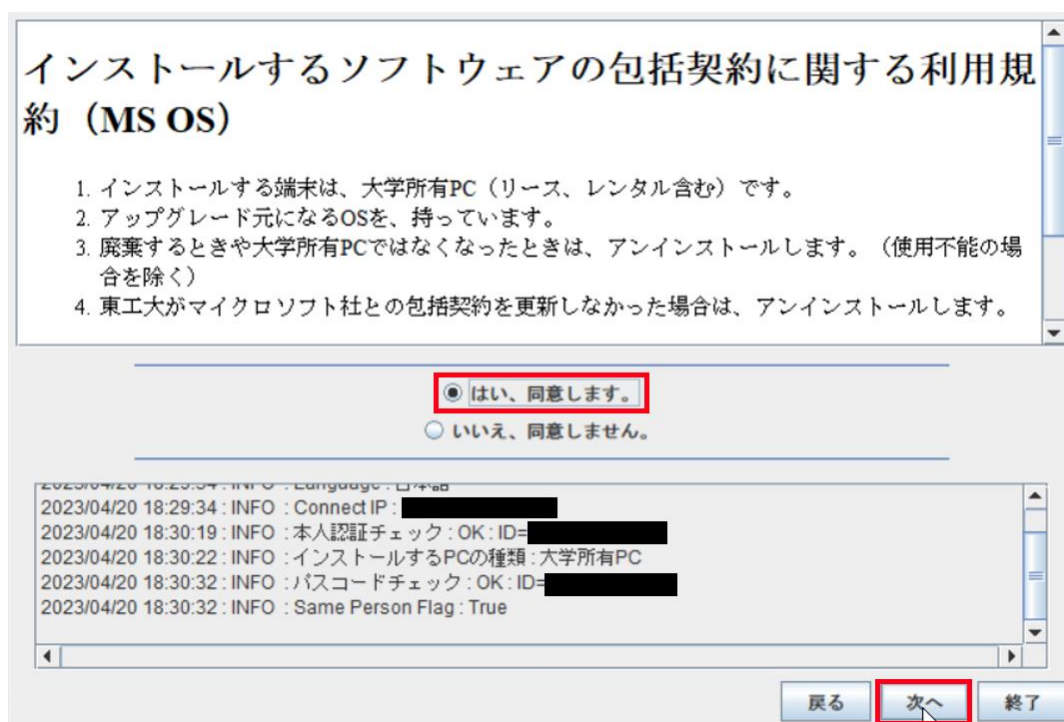 インストールするソフトウェアの包括契約に関する利用規
約（MS OS）
1. インストールする端末は、大学所有PC（リース、レンタル含む）です。
2. アップグレード元になるOSを、持っています。
3. 廃棄するときや大学所有PCではなくなったときは、アンインストールします。（使用不能の場
合を除く）
4. 東工大がマイクロソフト社との包括契約を更新しなかった場合は、アンインストールします。
はい、同意します。
いいえ、同意しません。
2023/04/20 18:29:34 : INFO : Language : 日本語
2023/04/20 18:29:34 : INFO : Connect IP :
2023/04/20 18:30:19 : INFO : 本人認証チェック : OK : ID=
2023/04/20 18:30:22 : INFO : インストールするPCの種類 : 大学所有PC
2023/04/20 18:30:32 : INFO : パスコードチェック : OK : ID=
2023/04/20 18:30:32 : INFO : Same Person Flag : True
戻る 次へ 終了